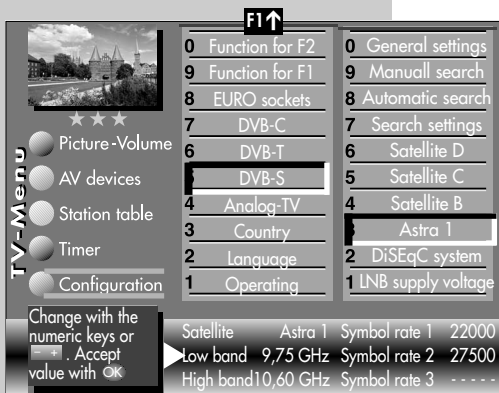 F1↑
0 Function for F2
9 Function for F1
8 EURO sockets
7 DVB-C
6 DVB-T
DVB-S
4 Analog-TV
3 Country
2 Language
1 Operating
0 General settings
9 Manuall search
8 Automatic search
7 Search settings
6 Satellite D
5 Satellite C
4 Satellite B
3 Astra 1
2 DiSEqC system
1 LNB supply voltage
TV-Menu
Picture-Volume
AV devices
Station table
Timer
Configuration
Change with the
numeric keys or
- + . Accept
value with OK
Satellite Astra 1 Symbol rate 1 22000
Low band 9,75 GHz Symbol rate 2 27500
High band 10,60 GHz Symbol rate 3 -----